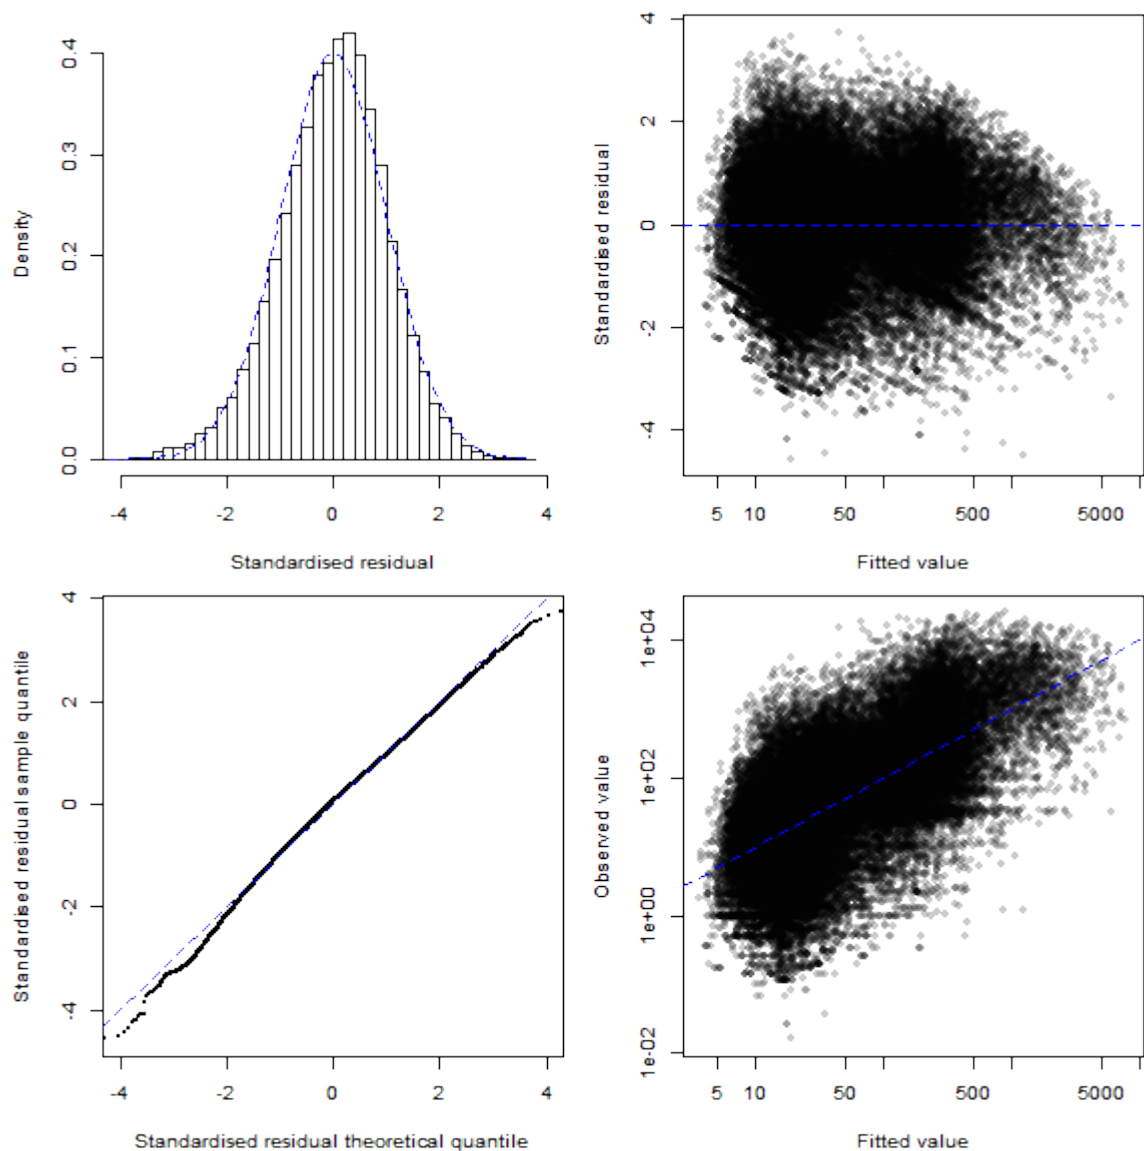 Density
0.0 0.1 0.2 0.3 0.4
-4 -2 0 2 4
Standardised residual
Standardised residual
-4 -2 0 2 4
5 10 50 500 5000
Fitted value
Standardised residual sample quantile
-4 -2 0 2 4
-4 -2 0 2 4
Standardised residual theoretical quantile
Observed value
1e-02 1e+00 1e+02 1e+04
5 10 50 500 5000
Fitted value